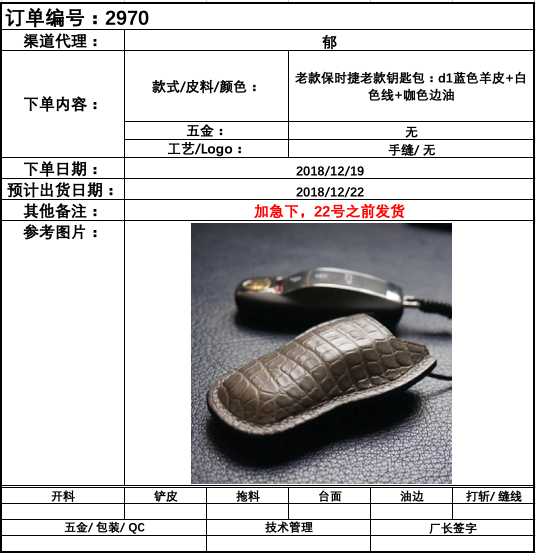 订单编号：2970
渠道代理：
郁
下单内容：
款式/皮料/颜色：
老款保时捷老款钥匙包：d1蓝色羊皮+白
色线+咖色边油
五金：
无
工艺/Logo：
手缝/ 无
下单日期：
2018/12/19
预计出货日期：
2018/12/22
其他备注：
加急下，22号之前发货
参考图片：
开料
铲皮
拖料
台面
油边
打斩/ 缝线
五金/ 包装/ QC
技术管理
厂长签字